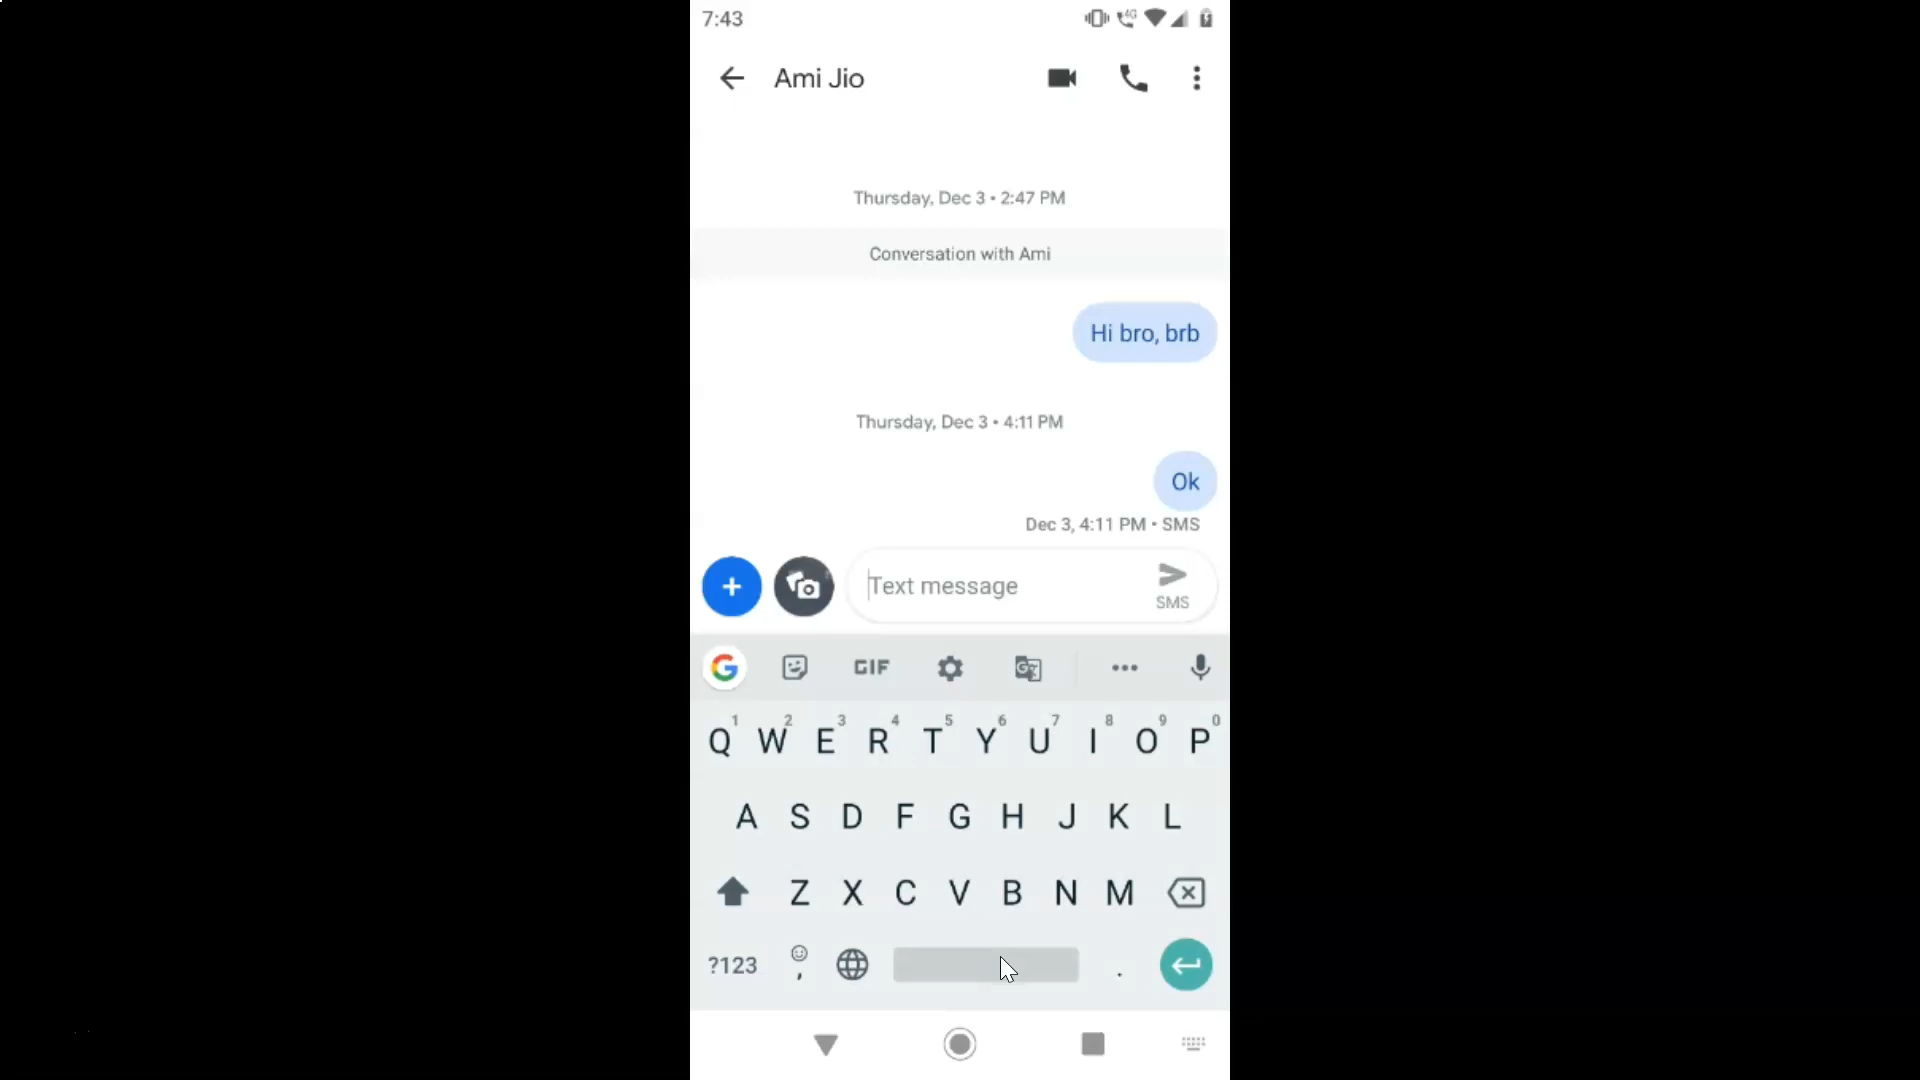 7:43
4G
Ami Jio
Thursday, Dec 3 • 2:47 PM
Conversation with Ami
Hi bro, brb
Thursday, Dec 3 • 4:11 PM
Ok
Dec 3, 4:11 PM • SMS
Text message
SMS
G GIF G
1 2 3 4 5 6 7 8 9 0
Q W E R T Y U I O P
A S D F G H J K L
Z X C V B N M
?123 , .